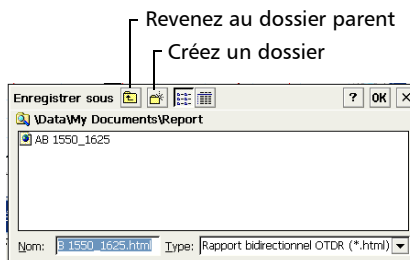 Revenez au dossier parent
Créez un dossier
Enregistrer sous ? OK ×
\Data\My Documents\Report
AB 1550_1625
Nom: B 1550_1625.html Type: Rapport bidirectionnel OTDR (*.html)